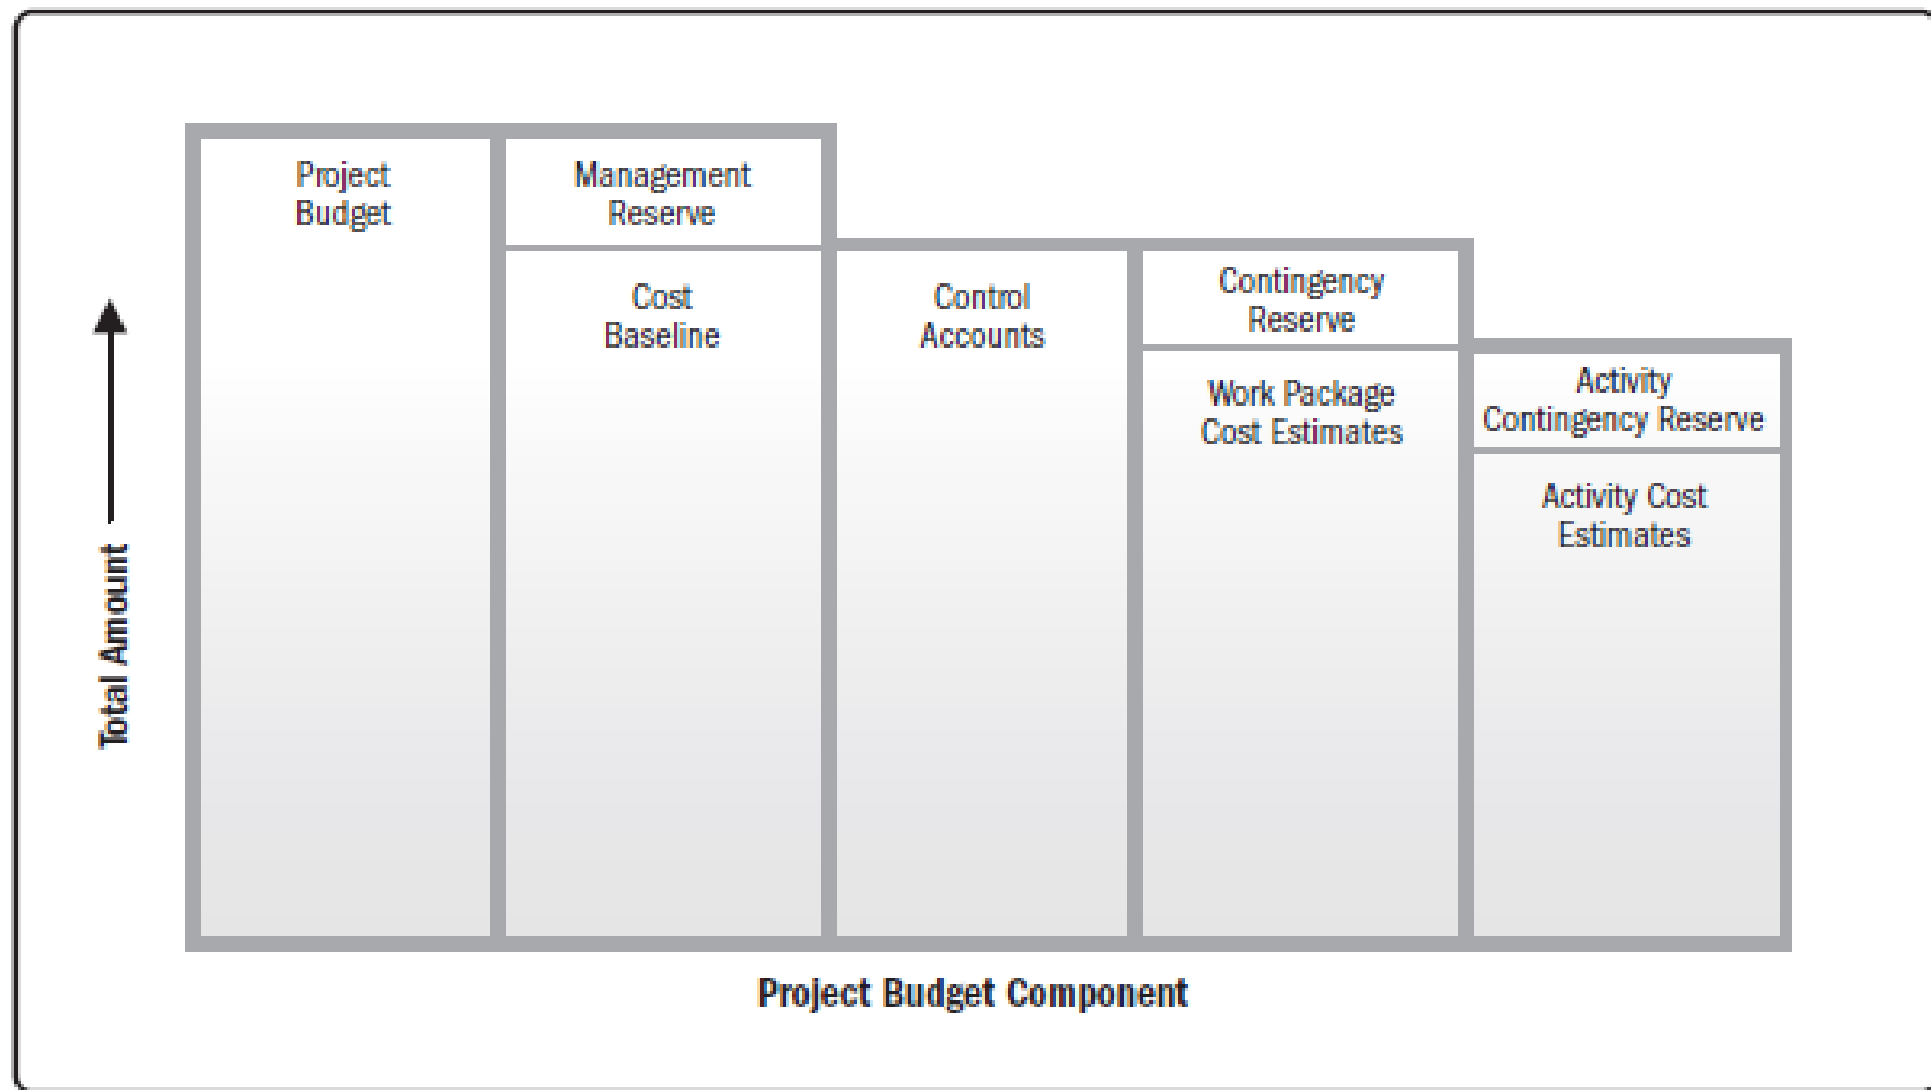 Project
Budget
Management
Reserve
Cost
Baseline
Control
Accounts
Contingency
Reserve
Work Package
Cost Estimates
Activity
Contingency Reserve
Activity Cost
Estimates
Total Amount
Project Budget Component